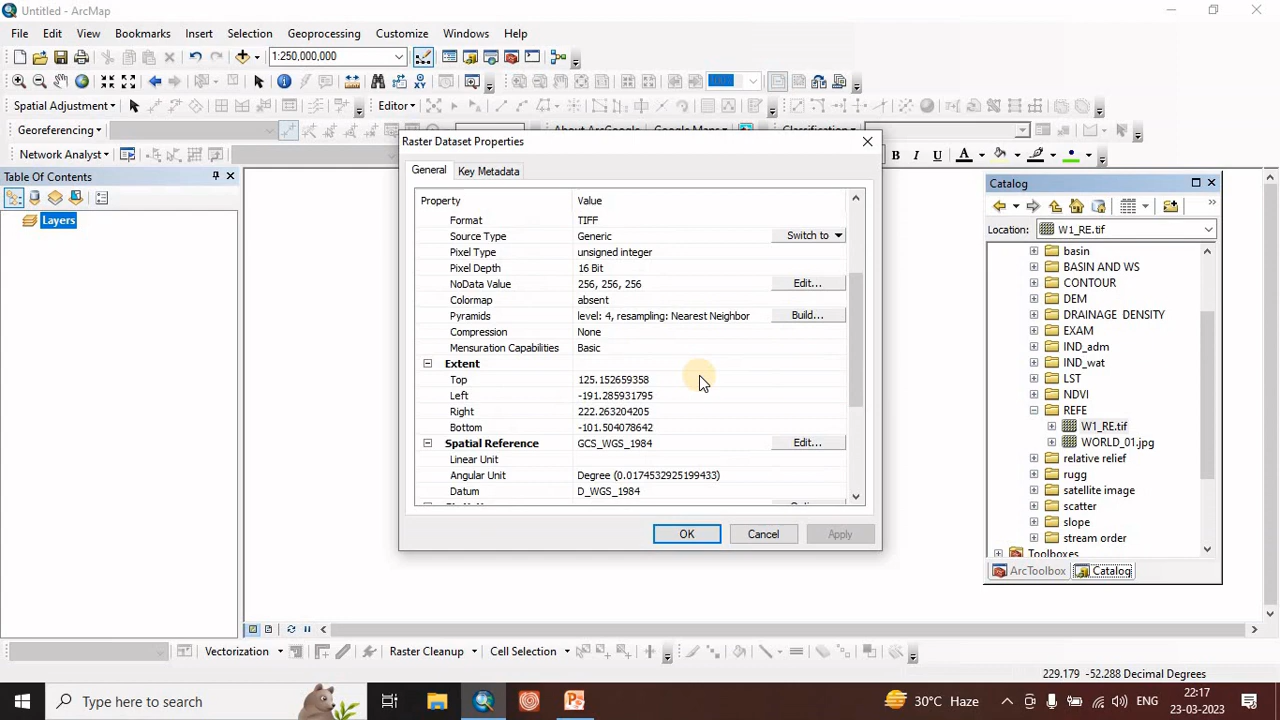 Untitled - ArcMap
File Edit View Bookmarks Insert Selection Geoprocessing Customize Windows Help
1:250,000,000
Spatial Adjustment
Editor
Georeferencing
Network Analyst
B I U A
Table Of Contents
Layers
Raster Dataset Properties
General
Key Metadata
Property Value
Format TIFF
Source Type Generic Switch to
Pixel Type unsigned integer
Pixel Depth 16 Bit
NoData Value 256, 256, 256 Edit...
Colormap absent
Pyramids level: 4, resampling: Nearest Neighbor Build...
Compression None
Mensuration Capabilities Basic
Extent
Top 125.152659358
Left -191.285931795
Right 222.263204205
Bottom -101.504078642
Spatial Reference GCS_WGS_1984 Edit...
Linear Unit
Angular Unit Degree (0.0174532925199433)
Datum D_WGS_1984
OK Cancel Apply
Catalog
Location: W1_RE.tif
basin
BASIN AND WS
CONTOUR
DEM
DRAINAGE DENSITY
EXAM
IND_adm
IND_wat
LST
NDVI
REFE
W1_RE.tif
WORLD_01.jpg
relative relief
rugg
satellite image
scatter
slope
stream order
Toolboxes
ArcToolbox
Catalog
Vectorization
Raster Cleanup
Cell Selection
229.179 -52.288 Decimal Degrees
Type here to search
30°C Haze
ENG
22:17
23-03-2023